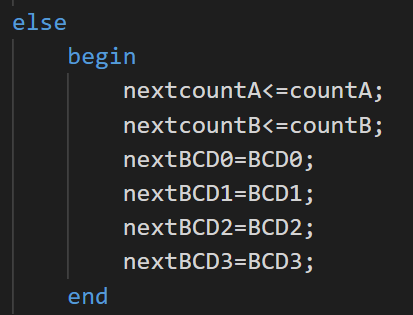 else
begin
nextcountA<=countA;
nextcountB<=countB;
nextBCD0=BCD0;
nextBCD1=BCD1;
nextBCD2=BCD2;
nextBCD3=BCD3;
end